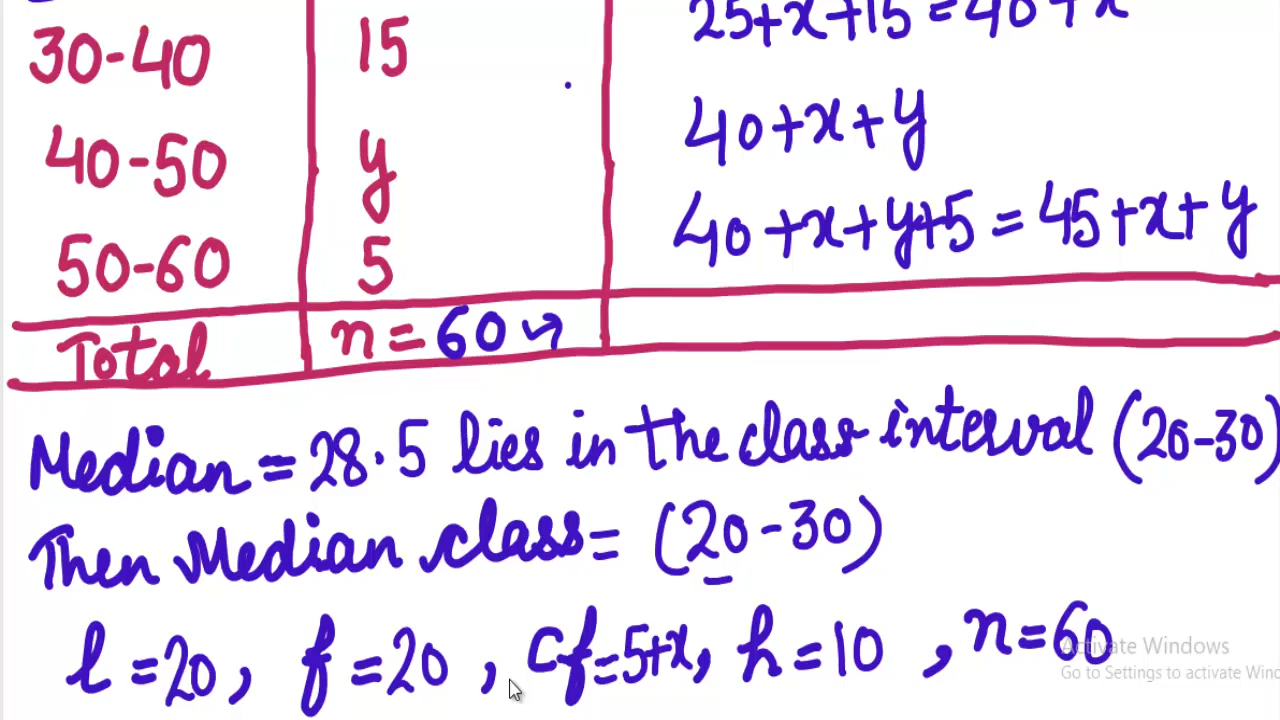 25+x+15=40+x
30-40 15
40-50 y 40+x+y
50-60 5 40+x+y+5=45+x+y
Total n=60
Median=28.5 lies in the class interval (20-30)
Then Median class=(20-30)
l=20, f=20, cf=5+x, h=10, n=60
Activate Windows
Go to Settings to activate Win